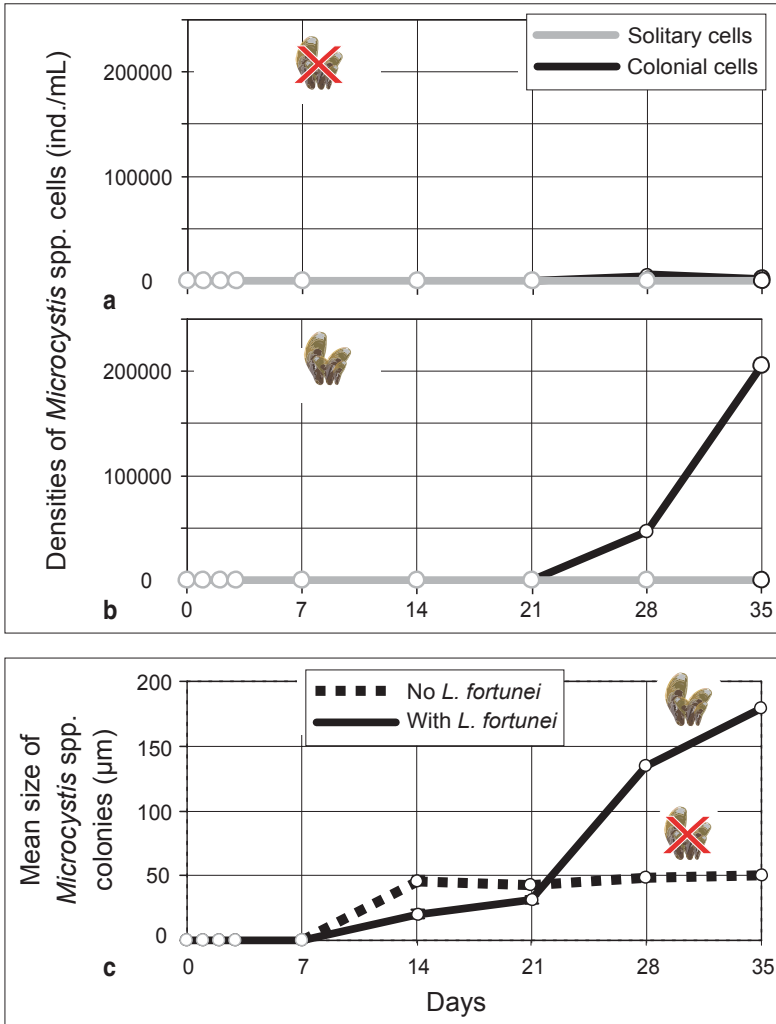 Solitary cells
Colonial cells
Densities of Microcystis spp. cells (ind./mL)
200000
100000
0
a
200000
100000
0
b
0 7 14 21 28 35
No L. fortunei
With L. fortunei
Mean size of
Microcystis spp.
colonies (µm)
200
150
100
50
0
c
0 7 14 21 28 35
Days